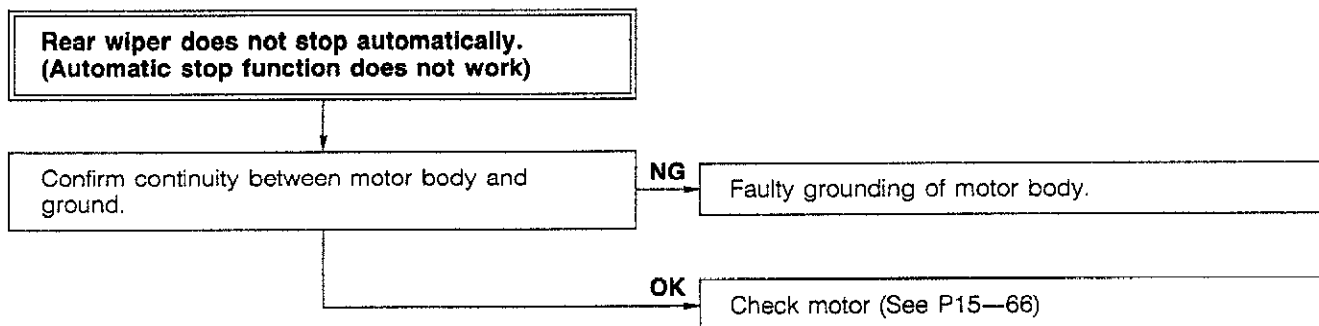 Rear wiper does not stop automatically.
(Automatic stop function does not work)
Confirm continuity between motor body and
ground.
NG
Faulty grounding of motor body.
OK
Check motor (See P15—66)